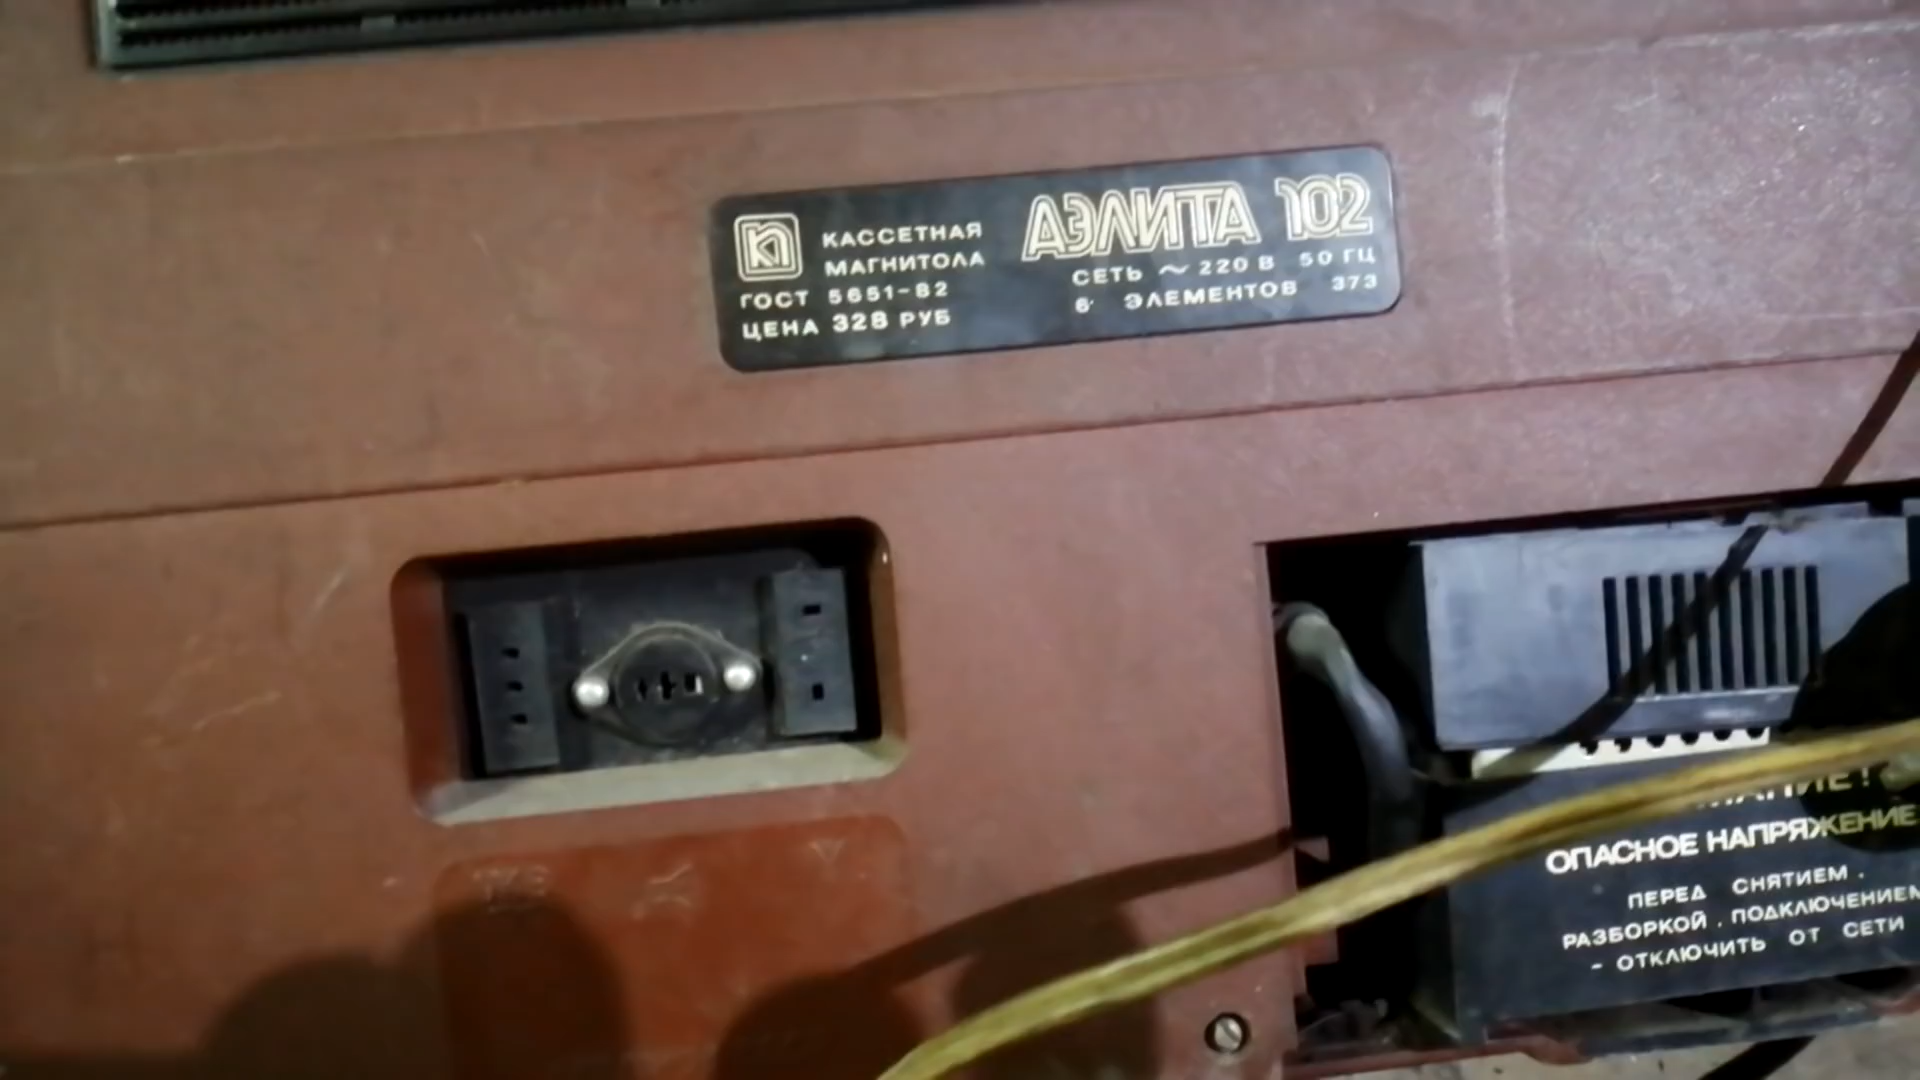 КАССЕТНАЯ
МАГНИТОЛА
ГОСТ 5651-82
ЦЕНА 328 РУБ
АЭЛИТА 102
СЕТЬ ~ 220 В 50 ГЦ
6 ЭЛЕМЕНТОВ 373
ОПАСНОЕ НАПРЯЖЕНИЕ
ПЕРЕД СНЯТИЕМ.
РАЗБОРКОЙ. ПОДКЛЮЧЕНИЕМ
- ОТКЛЮЧИТЬ ОТ СЕТИ